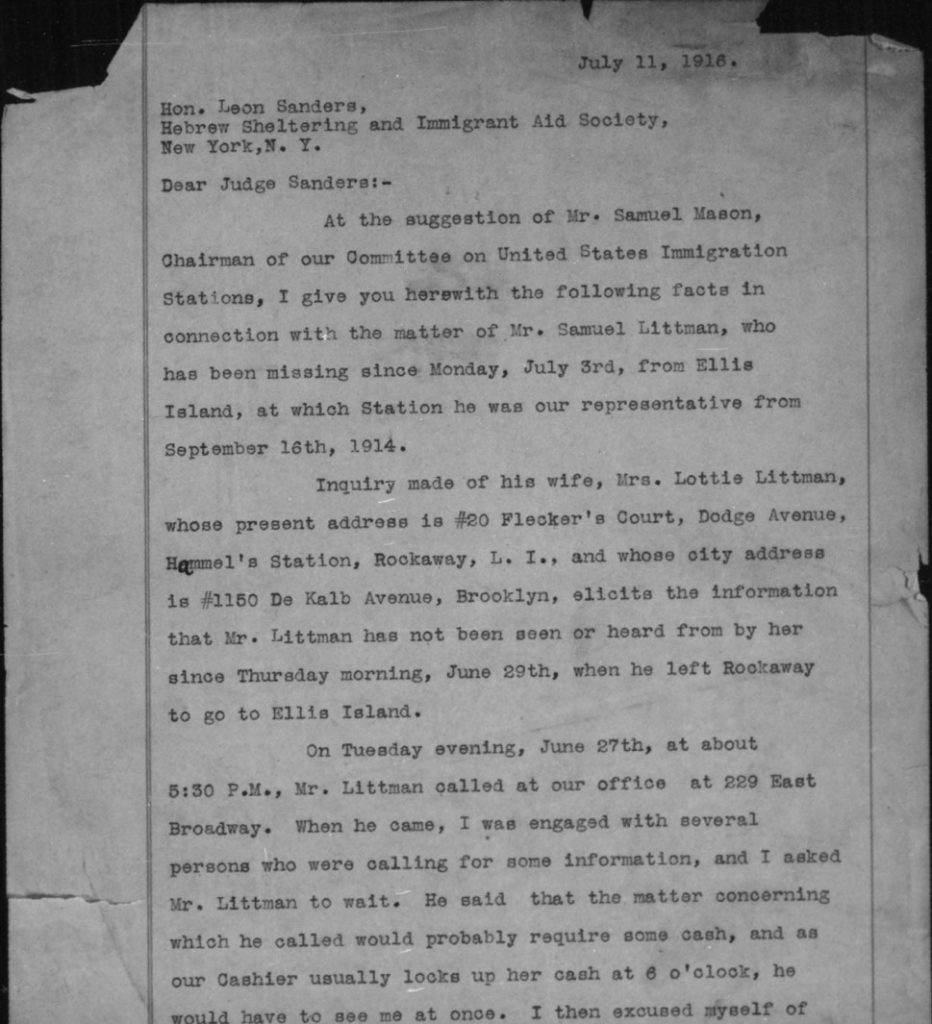 July 11, 1916.
Hon. Leon Sanders,
Hebrew Sheltering and Immigrant Aid Society,
New York,N. Y.
Dear Judge Sanders:-
At the suggestion of Mr. Samuel Mason,
Chairman of our Committee on United States Immigration
Stations, I give you herewith the following facts in
connection with the matter of Mr. Samuel Littman, who
has been missing since Monday, July 3rd, from Ellis
Island, at which Station he was our representative from
September 16th, 1914.
Inquiry made of his wife, Mrs. Lottie Littman,
whose present address is #20 Flecker's Court, Dodge Avenue,
Hammel's Station, Rockaway, L. I., and whose city address
is #1150 De Kalb Avenue, Brooklyn, elicits the information
that Mr. Littman has not been seen or heard from by her
since Thursday morning, June 29th, when he left Rockaway
to go to Ellis Island.
On Tuesday evening, June 27th, at about
5:30 P.M., Mr. Littman called at our office at 229 East
Broadway. When he came, I was engaged with several
persons who were calling for some information, and I asked
Mr. Littman to wait. He said that the matter concerning
which he called would probably require some cash, and as
our Cashier usually locks up her cash at 6 o'clock, he
would have to see me at once. I then excused myself of